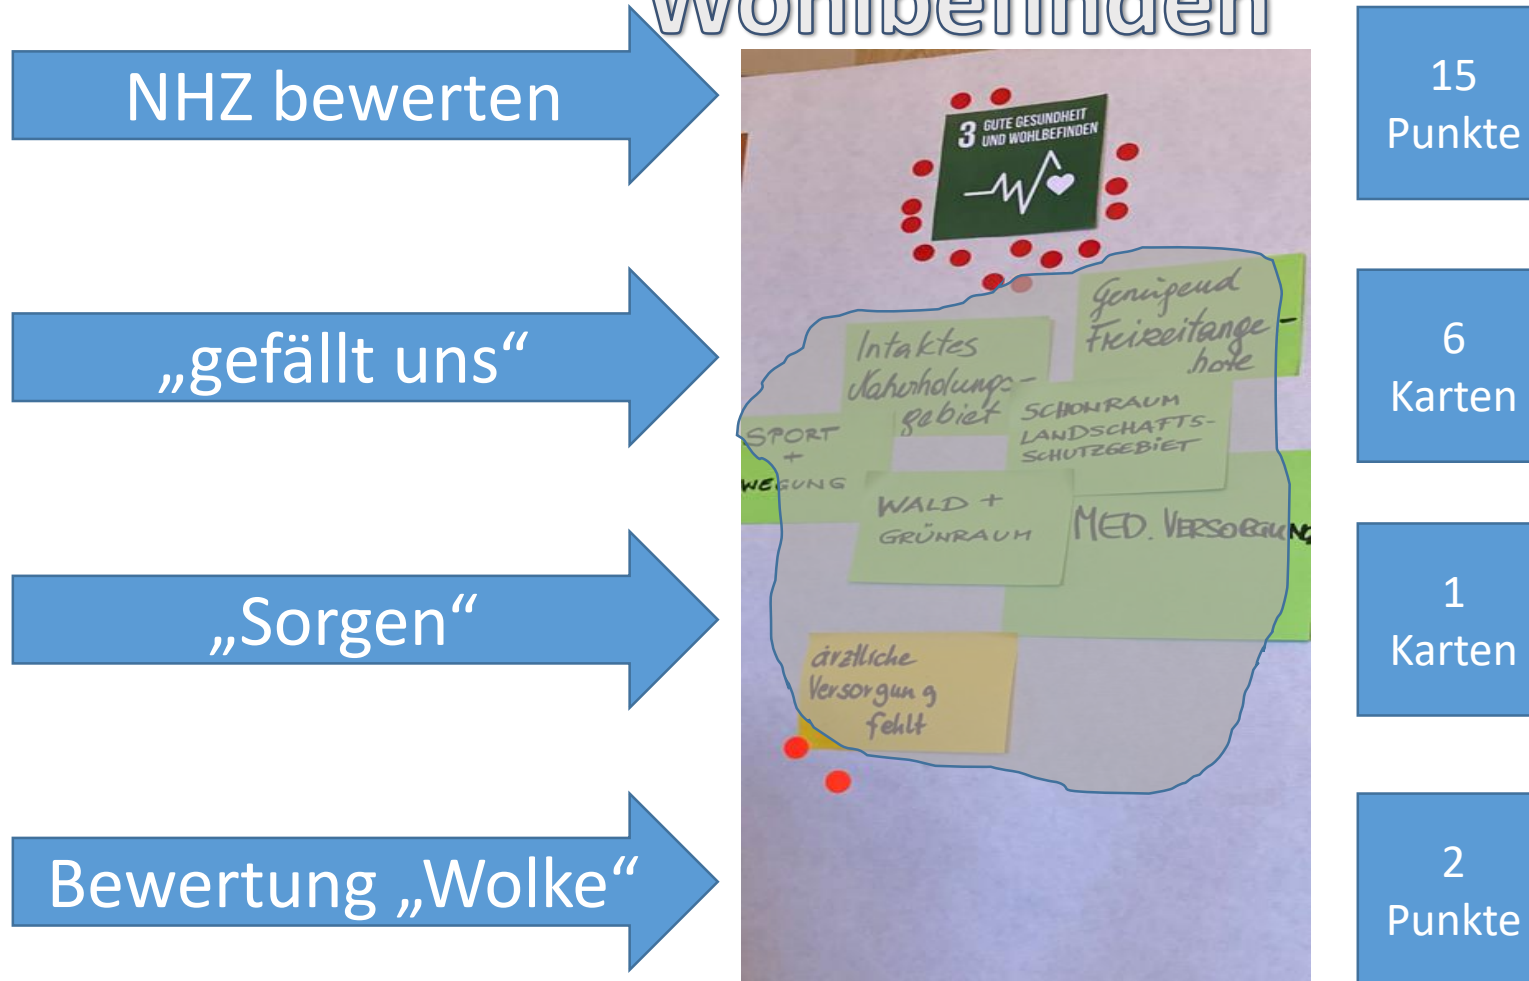 Wohlbefinden
NHZ bewerten
„gefällt uns“
„Sorgen“
Bewertung „Wolke“
3 GUTE GESUNDHEIT
UND WOHLBEFINDEN
Genügend
Freizeitange-
bote
Intaktes
Naherholungs-
gebiet
SCHONRAUM
LANDSCHAFTS-
SCHUTZGEBIET
SPORT
+
WEGUNG
WALD +
GRÜNRAUM
MED. VERSORGUNG
ärztliche
Versorgung
fehlt
15
Punkte
6
Karten
1
Karten
2
Punkte